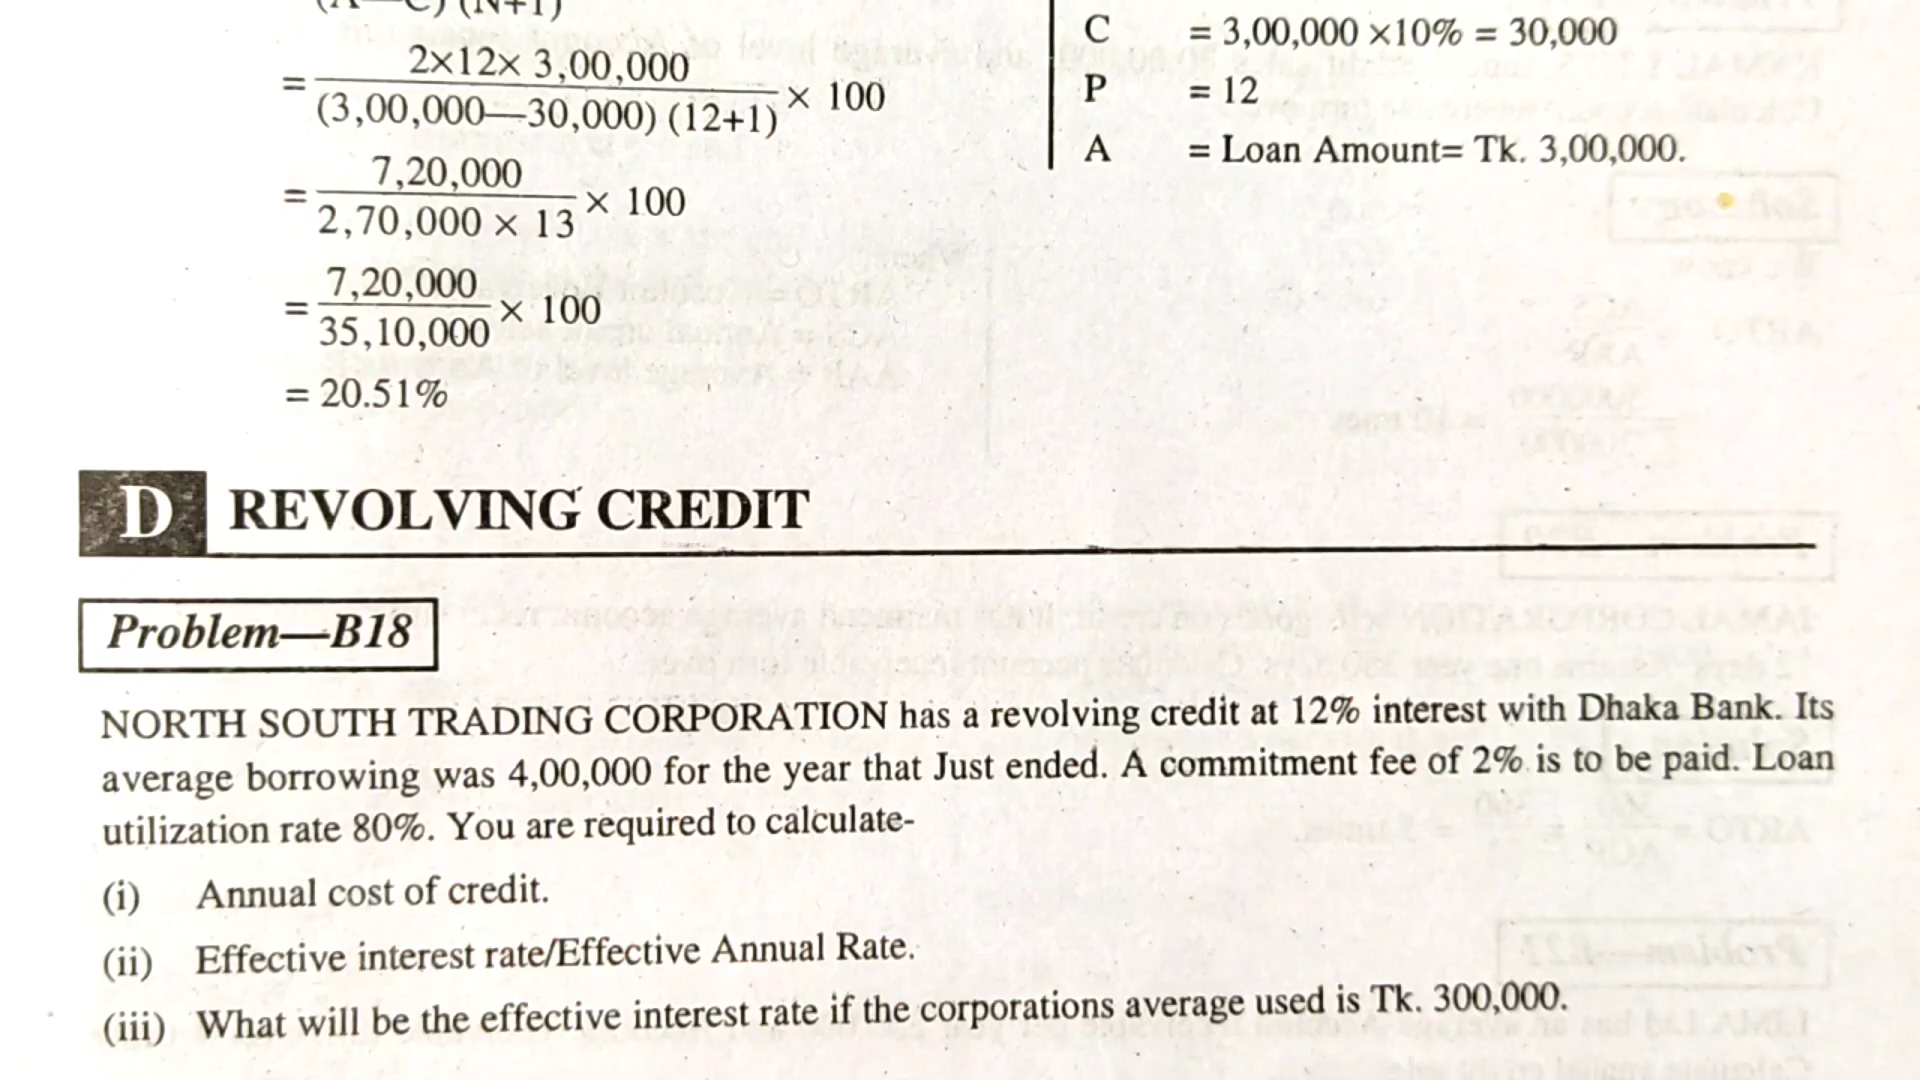 (A—C) (N+1)
= 2×12× 3,00,000 / (3,00,000—30,000) (12+1) × 100
= 7,20,000 / 2,70,000 × 13 × 100
= 7,20,000 / 35,10,000 × 100
= 20.51%
C = 3,00,000 ×10% = 30,000
P = 12
A = Loan Amount= Tk. 3,00,000.
D REVOLVING CREDIT
Problem—B18
NORTH SOUTH TRADING CORPORATION has a revolving credit at 12% interest with Dhaka Bank. Its
average borrowing was 4,00,000 for the year that Just ended. A commitment fee of 2% is to be paid. Loan
utilization rate 80%. You are required to calculate-
(i) Annual cost of credit.
(ii) Effective interest rate/Effective Annual Rate.
(iii) What will be the effective interest rate if the corporations average used is Tk. 300,000.